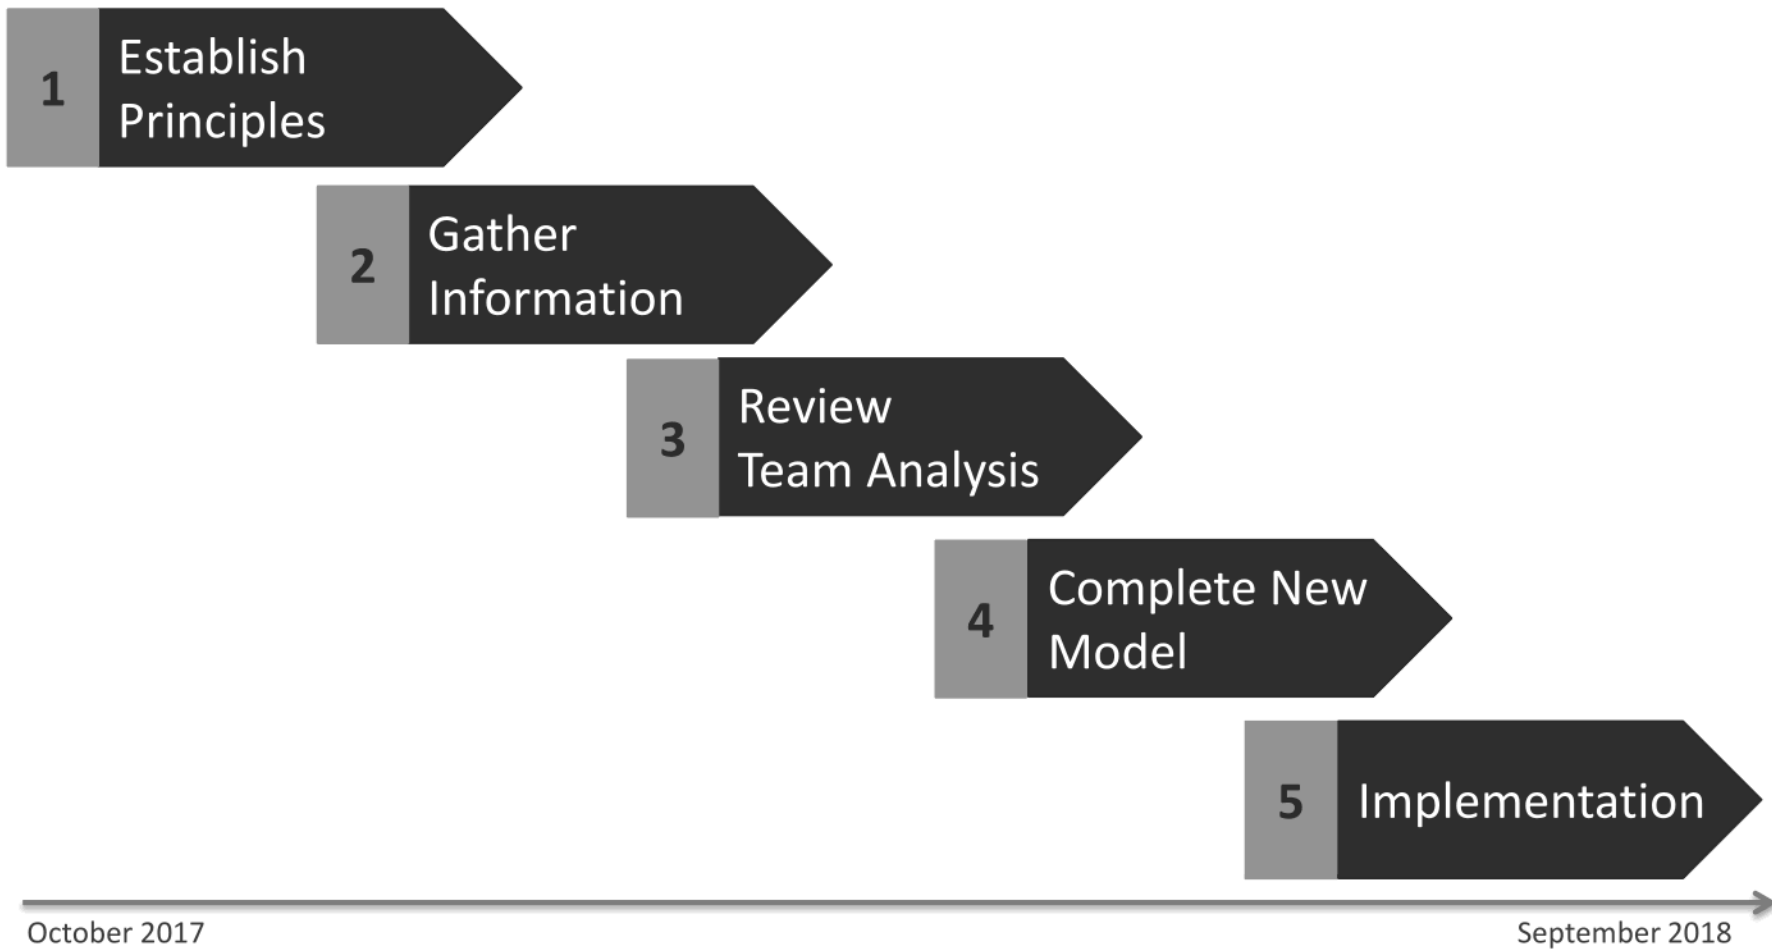 1
Establish
Principles
2
Gather
Information
3
Review
Team Analysis
4
Complete New
Model
5
Implementation
October 2017
September 2018